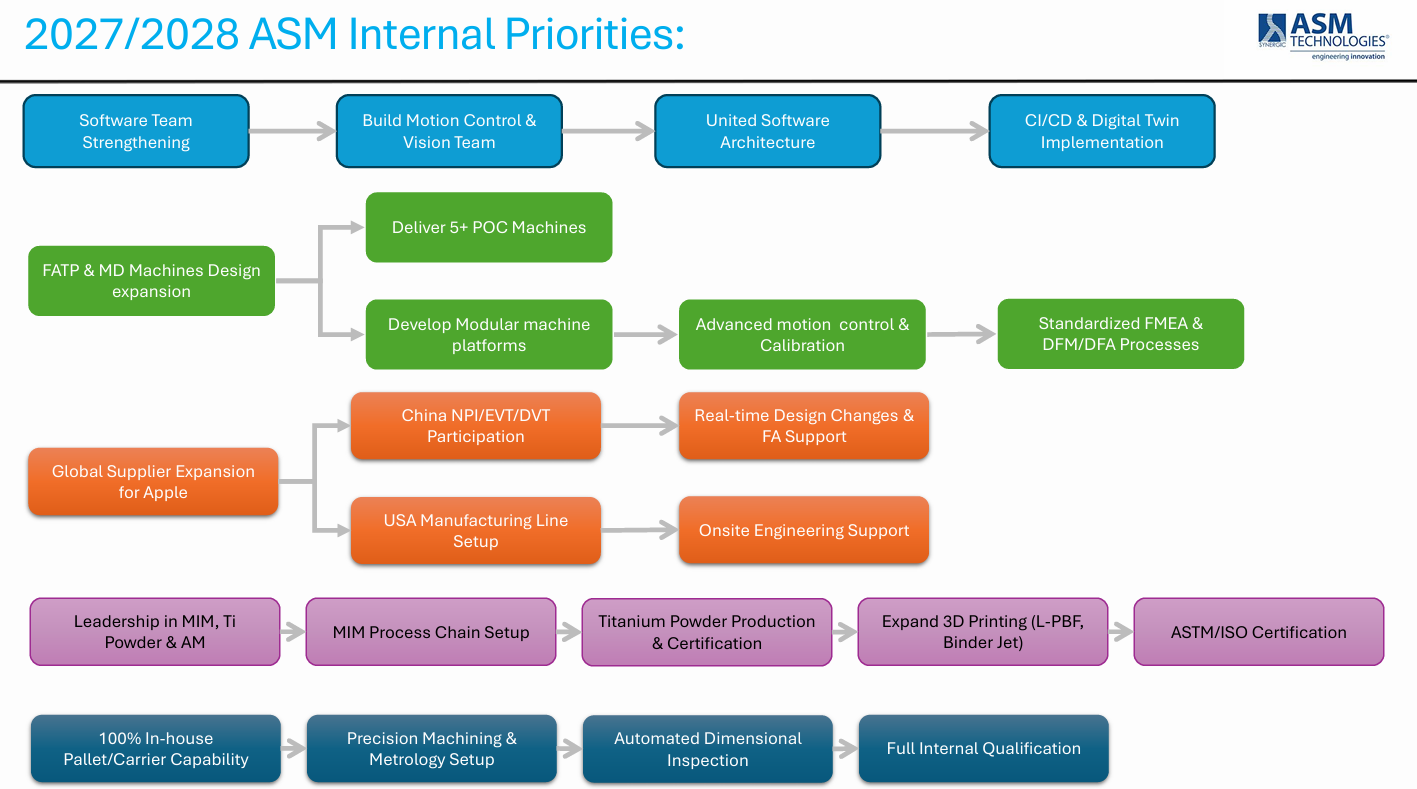 2027/2028 ASM Internal Priorities:
SYNERGIC
ASM
TECHNOLOGIES®
engineering innovation
Software Team
Strengthening
Build Motion Control &
Vision Team
United Software
Architecture
CI/CD & Digital Twin
Implementation
FATP & MD Machines Design
expansion
Deliver 5+ POC Machines
Develop Modular machine
platforms
Advanced motion control &
Calibration
Standardized FMEA &
DFM/DFA Processes
Global Supplier Expansion
for Apple
China NPI/EVT/DVT
Participation
Real-time Design Changes &
FA Support
USA Manufacturing Line
Setup
Onsite Engineering Support
Leadership in MIM, Ti
Powder & AM
MIM Process Chain Setup
Titanium Powder Production
& Certification
Expand 3D Printing (L-PBF,
Binder Jet)
ASTM/ISO Certification
100% In-house
Pallet/Carrier Capability
Precision Machining &
Metrology Setup
Automated Dimensional
Inspection
Full Internal Qualification